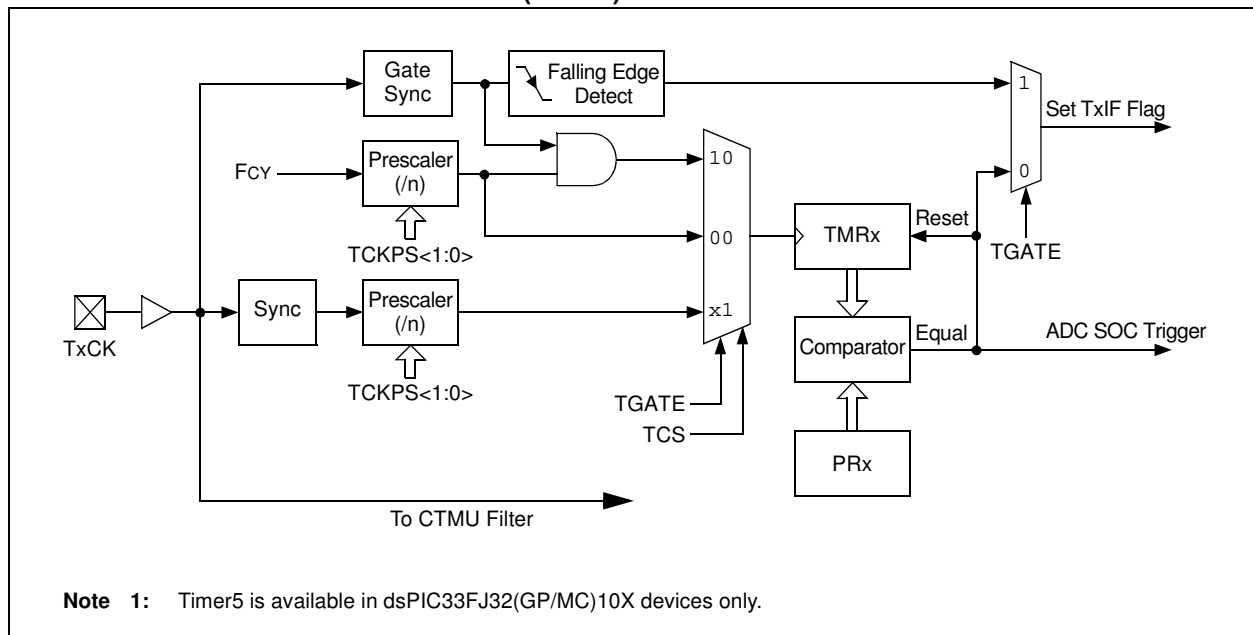 Gate
Sync
Falling Edge
Detect
1
Set TxIF Flag
0
TGATE
FCY
Prescaler
(/n)
TCKPS<1:0>
10
00
x1
Reset
TMRx
TxCK
Sync
Prescaler
(/n)
TCKPS<1:0>
Comparator
Equal
ADC SOC Trigger
TGATE
TCS
PRx
To CTMU Filter
Note 1: Timer5 is available in dsPIC33FJ32(GP/MC)10X devices only.